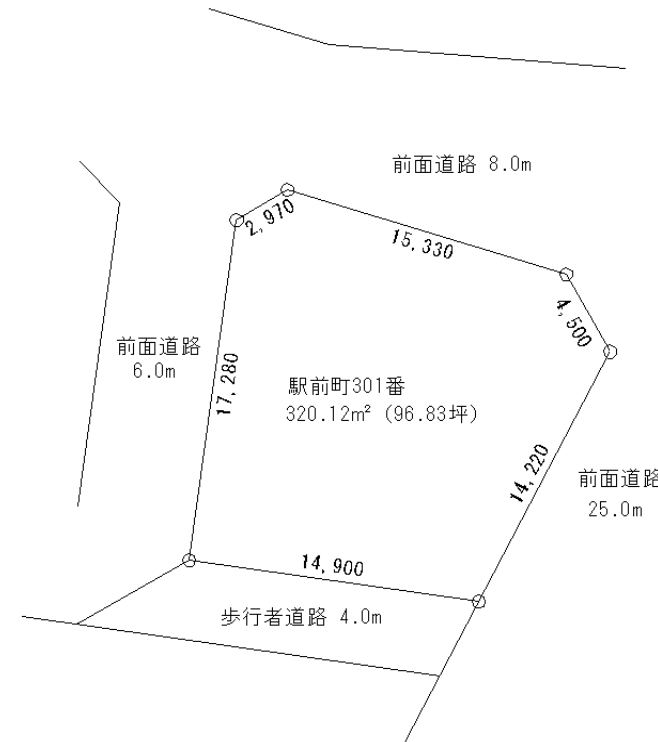 前面道路 8.0m
2,970
15,330
4,500
前面道路
6.0m
17,280
駅前町301番
320.12m² (96.83坪)
14,220
前面道路
25.0m
14,900
歩行者道路 4.0m